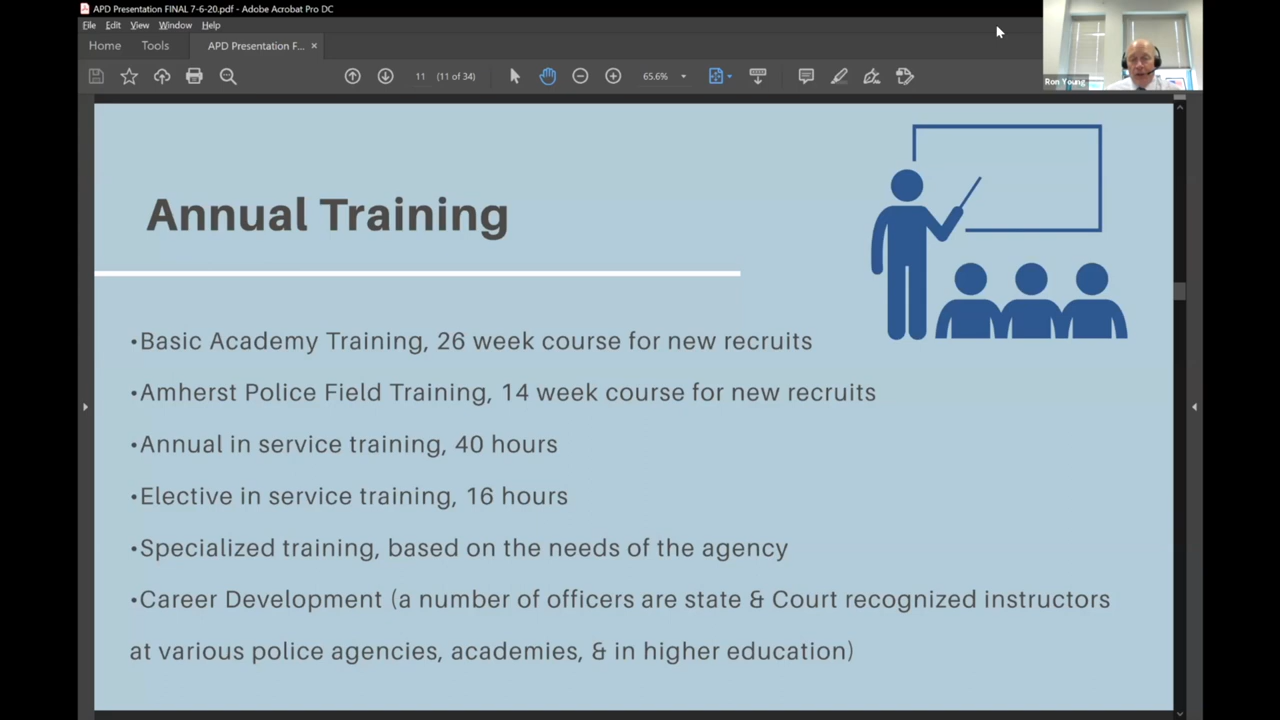 APD Presentation FINAL 7-6-20.pdf - Adobe Acrobat Pro DC
File Edit View Window Help
Home Tools APD Presentation F... ×
11 (11 of 34) 65.6%
Ron Young
Annual Training
•Basic Academy Training, 26 week course for new recruits
•Amherst Police Field Training, 14 week course for new recruits
•Annual in service training, 40 hours
•Elective in service training, 16 hours
•Specialized training, based on the needs of the agency
•Career Development (a number of officers are state & Court recognized instructors
at various police agencies, academies, & in higher education)